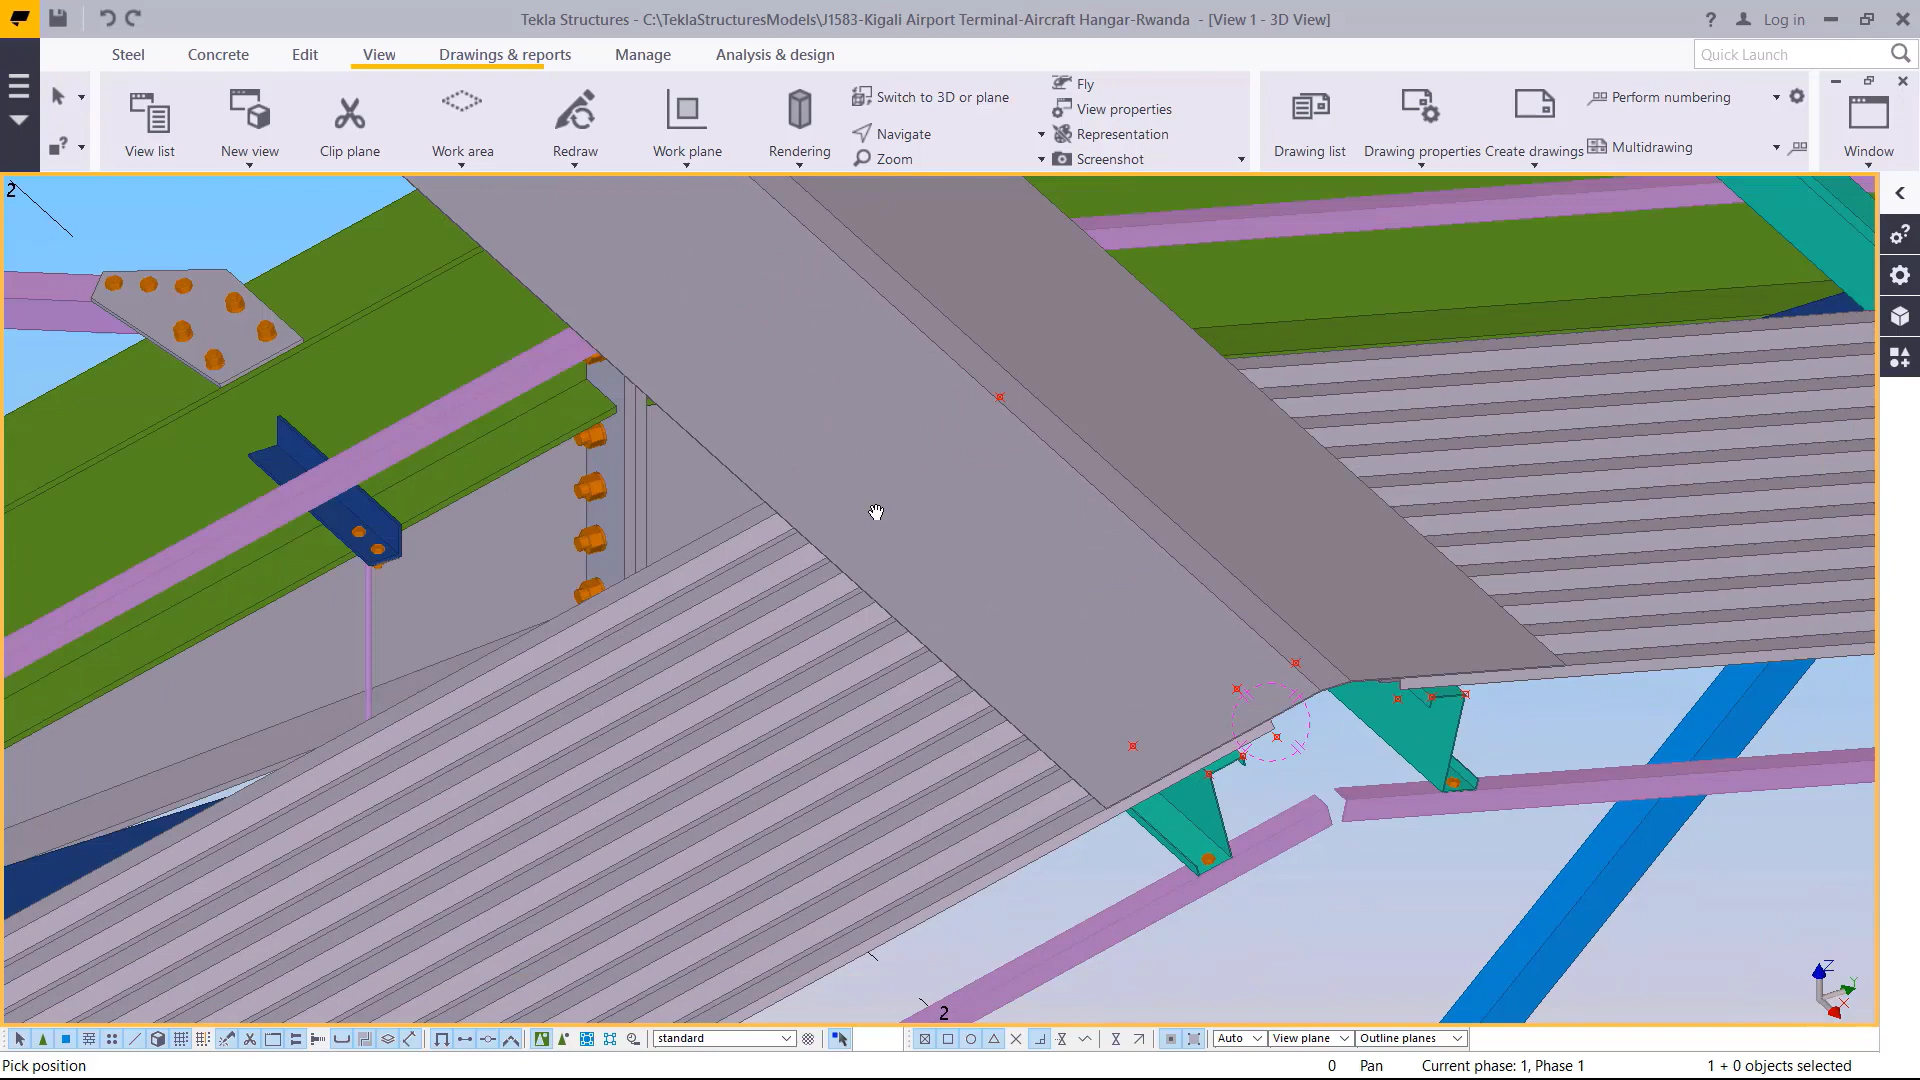 Tekla Structures - C:\TeklaStructuresModels\J1583-Kigali Airport Terminal-Aircraft Hangar-Rwanda - [View 1 - 3D View]
? Log in
Steel Concrete Edit View Drawings & reports Manage Analysis & design
Quick Launch
View list
New view
Clip plane
Work area
Redraw
Work plane
Rendering
Switch to 3D or plane
Navigate
Zoom
Fly
View properties
Representation
Screenshot
Drawing list
Drawing properties
Create drawings
Perform numbering
Multidrawing
Window
2
2
Z
Y
X
standard
Auto
View plane
Outline planes
Pick position
0 Pan Current phase: 1, Phase 1 1 + 0 objects selected